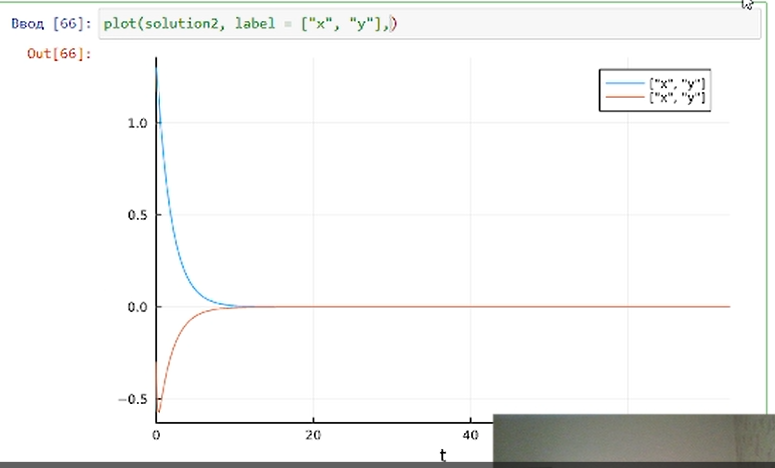 Ввод [66]: plot(solution2, label = ["x", "y"],)
Out[66]:
["x", "y"]
["x", "y"]
1.0
0.5
0.0
−0.5
0 20 40
t